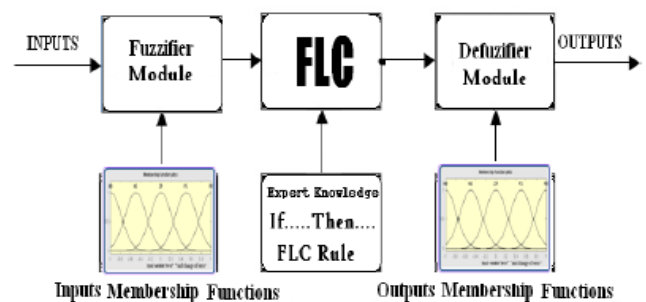 INPUTS
Fuzzifier
Module
FLC
Defuzifier
Module
OUTPUTS
Expert Knowledge
If.....Then....
FLC Rule
Inputs Membership Functions
Outputs Membership Functions